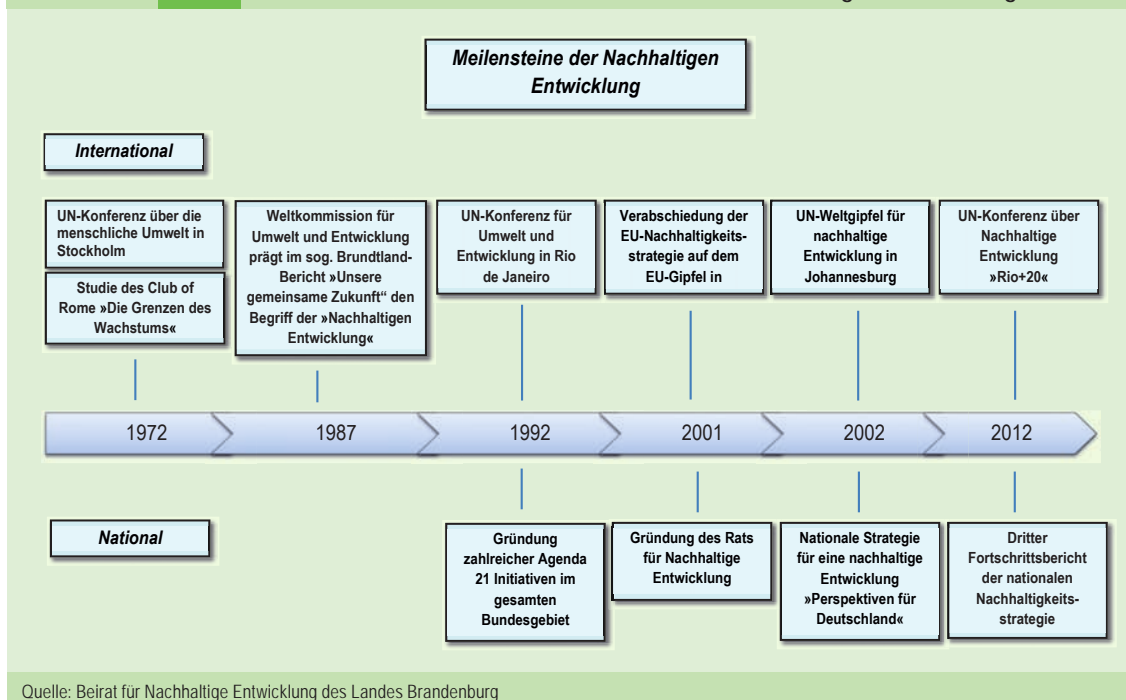 Meilensteine der Nachhaltigen
Entwicklung
International
UN-Konferenz über die
menschliche Umwelt in
Stockholm
Studie des Club of
Rome »Die Grenzen des
Wachstums«
Weltkommission für
Umwelt und Entwicklung
prägt im sog. Brundtland-
Bericht »Unsere
gemeinsame Zukunft“ den
Begriff der »Nachhaltigen
Entwicklung«
UN-Konferenz für
Umwelt und
Entwicklung in Rio
de Janeiro
Verabschiedung der
EU-Nachhaltigkeits-
strategie auf dem
EU-Gipfel in
UN-Weltgipfel für
nachhaltige
Entwicklung in
Johannesburg
UN-Konferenz über
Nachhaltige
Entwicklung
»Rio+20«
1972 1987 1992 2001 2002 2012
National
Gründung
zahlreicher Agenda
21 Initiativen im
gesamten
Bundesgebiet
Gründung des Rats
für Nachhaltige
Entwicklung
Nationale Strategie
für eine nachhaltige
Entwicklung
»Perspektiven für
Deutschland«
Dritter
Fortschrittsbericht
der nationalen
Nachhaltigkeits-
strategie
Quelle: Beirat für Nachhaltige Entwicklung des Landes Brandenburg